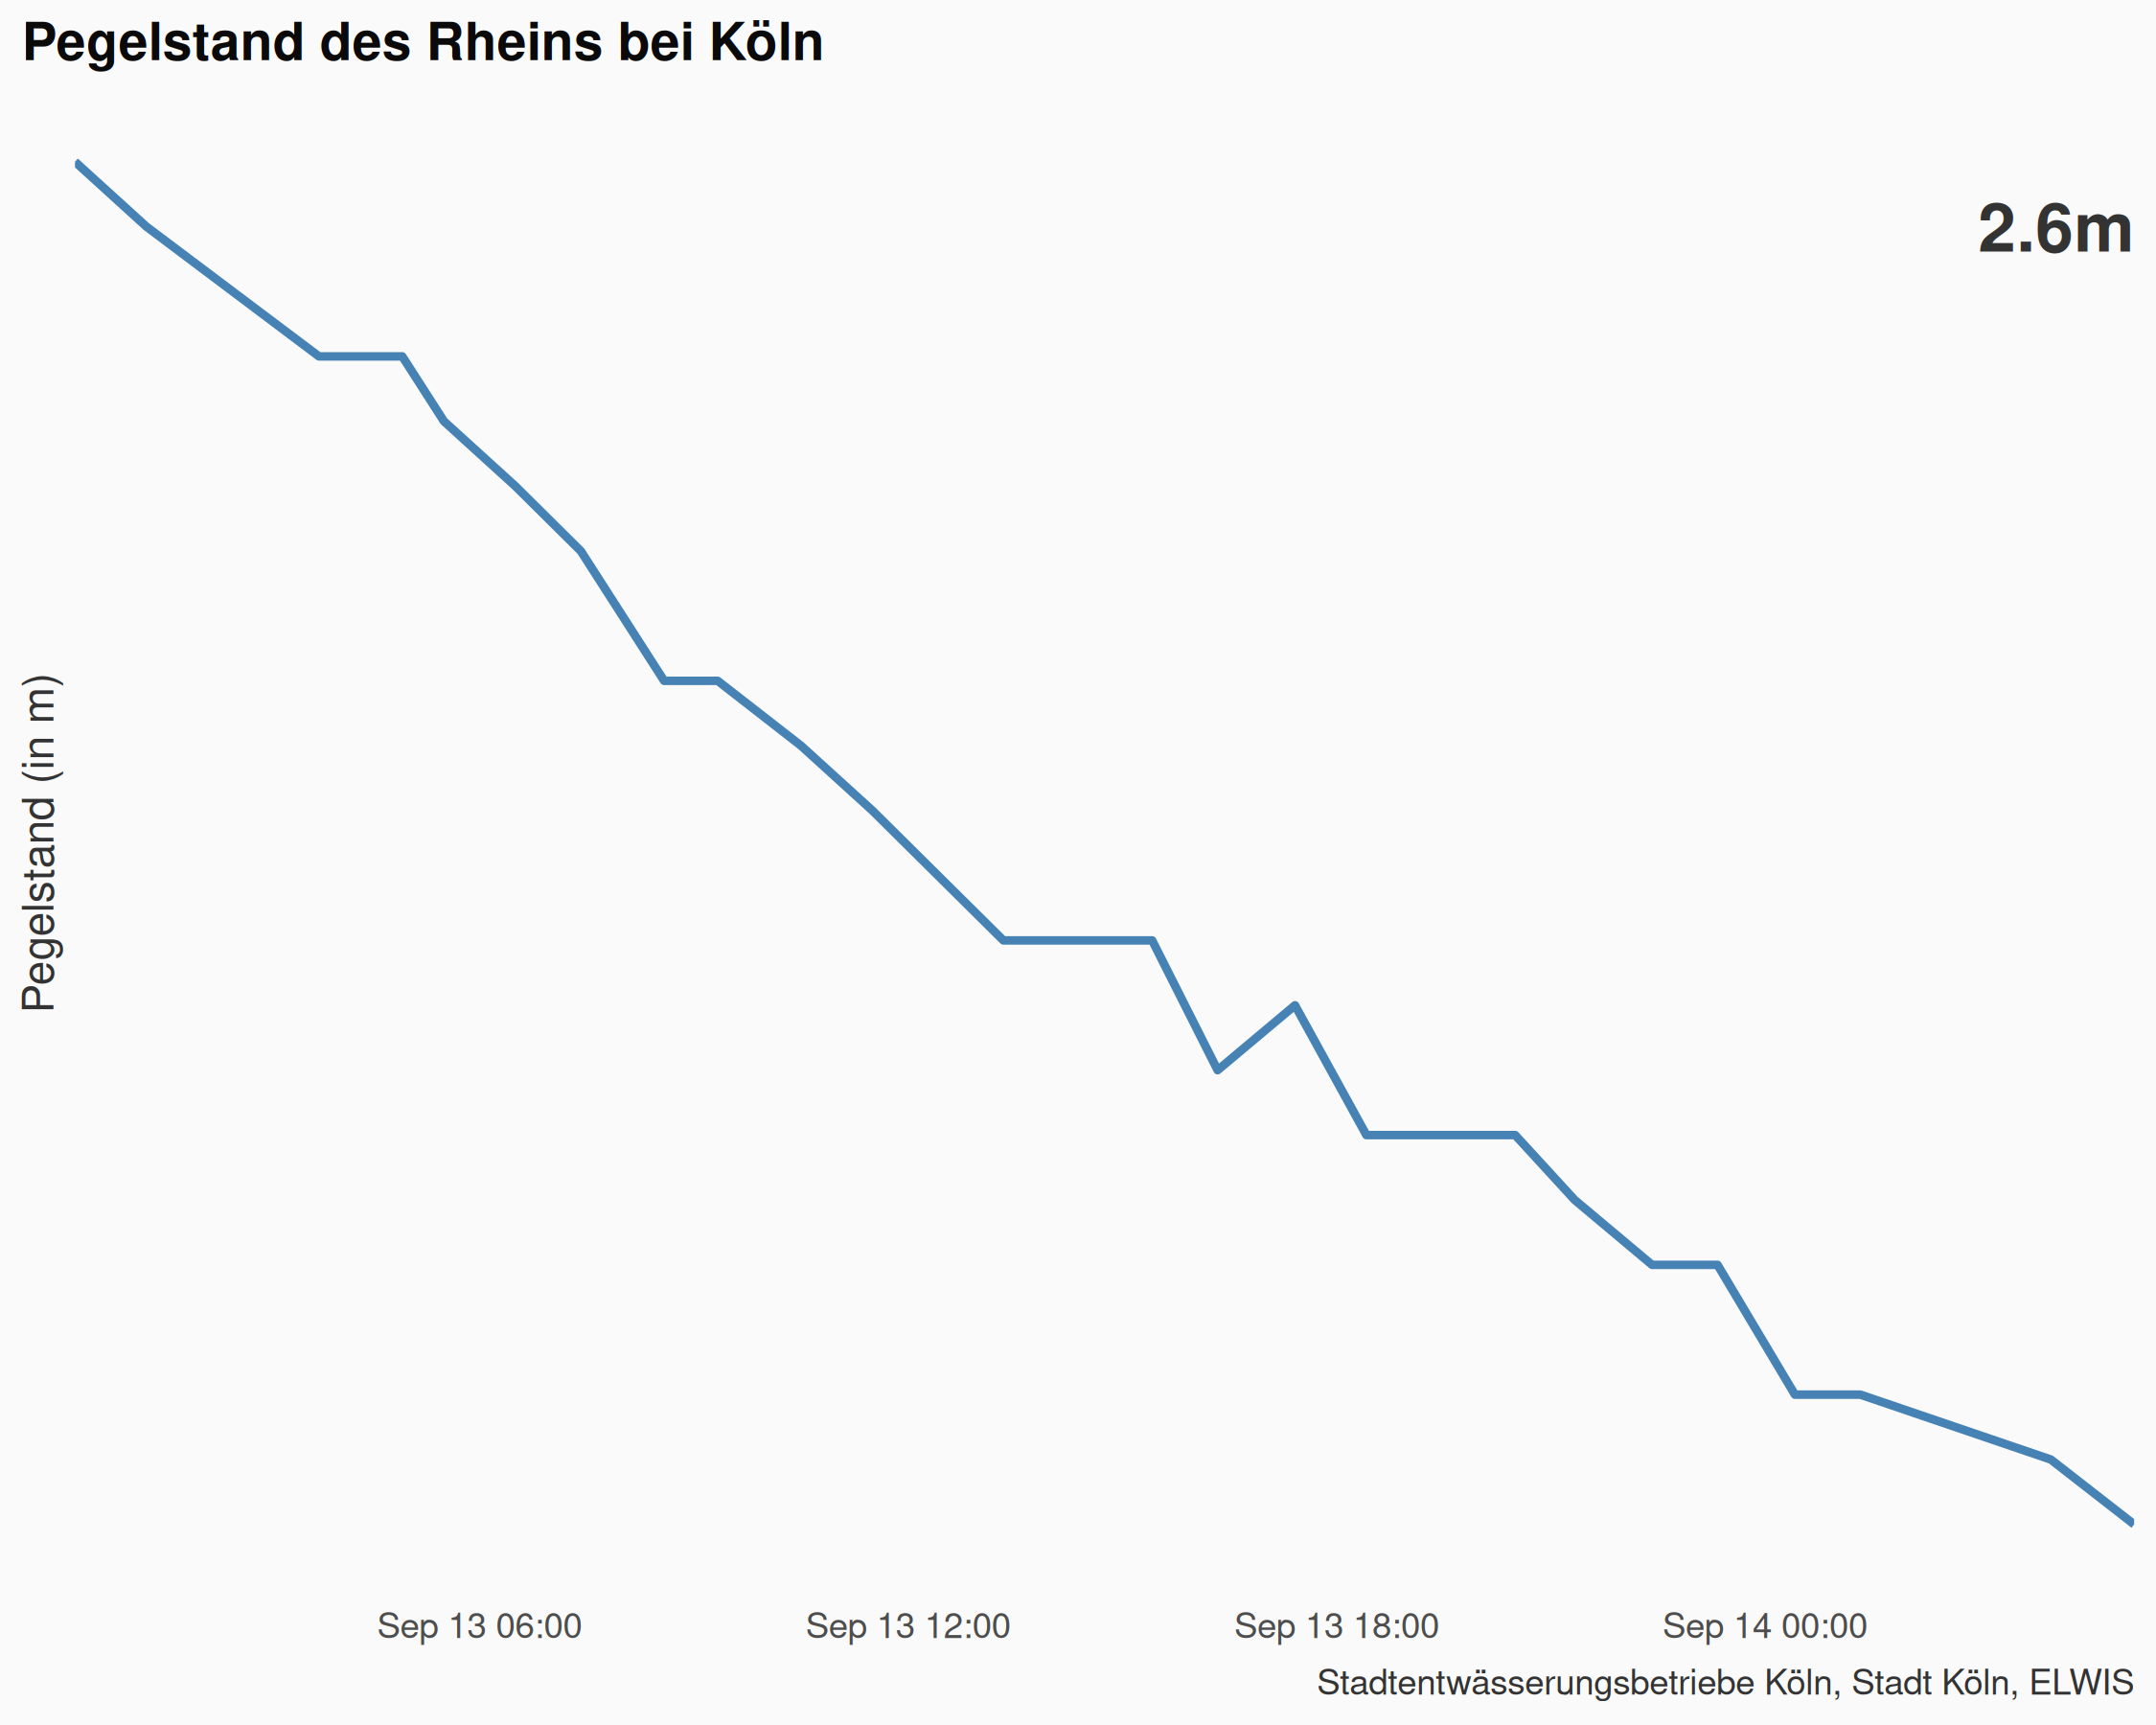 Pegelstand des Rheins bei Köln
2.6m
Pegelstand (in m)
Sep 13 06:00
Sep 13 12:00
Sep 13 18:00
Sep 14 00:00
Stadtentwässerungsbetriebe Köln, Stadt Köln, ELWIS